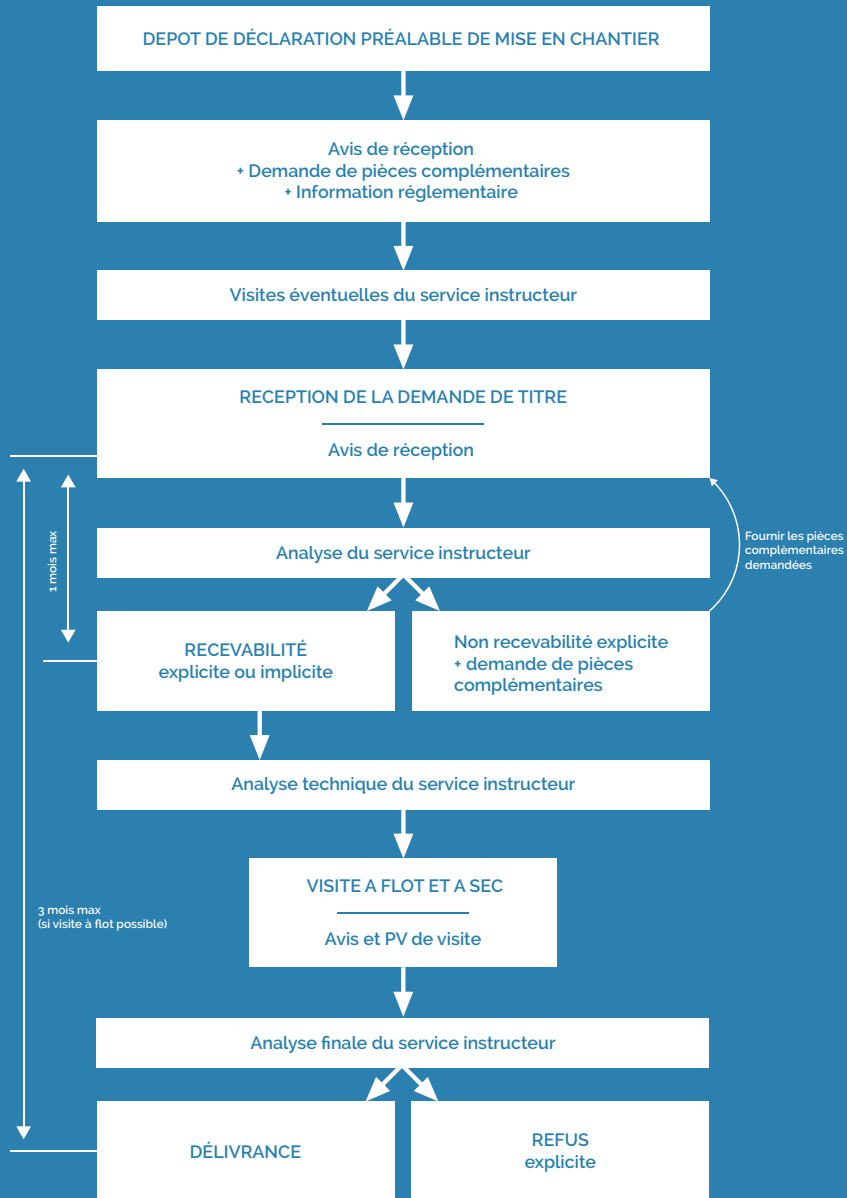 DEPOT DE DÉCLARATION PRÉALABLE DE MISE EN CHANTIER
Avis de réception
+ Demande de pièces complémentaires
+ Information réglementaire
Visites éventuelles du service instructeur
RECEPTION DE LA DEMANDE DE TITRE
Avis de réception
1 mois max
Analyse du service instructeur
Fournir les pièces
complèmentaires
demandées
RECEVABILITÉ
explicite ou implicite
Non recevabilité explicite
+ demande de pièces
complémentaires
Analyse technique du service instructeur
VISITE A FLOT ET A SEC
Avis et PV de visite
3 mois max
(si visite à flot possible)
Analyse finale du service instructeur
DÉLIVRANCE
REFUS
explicite